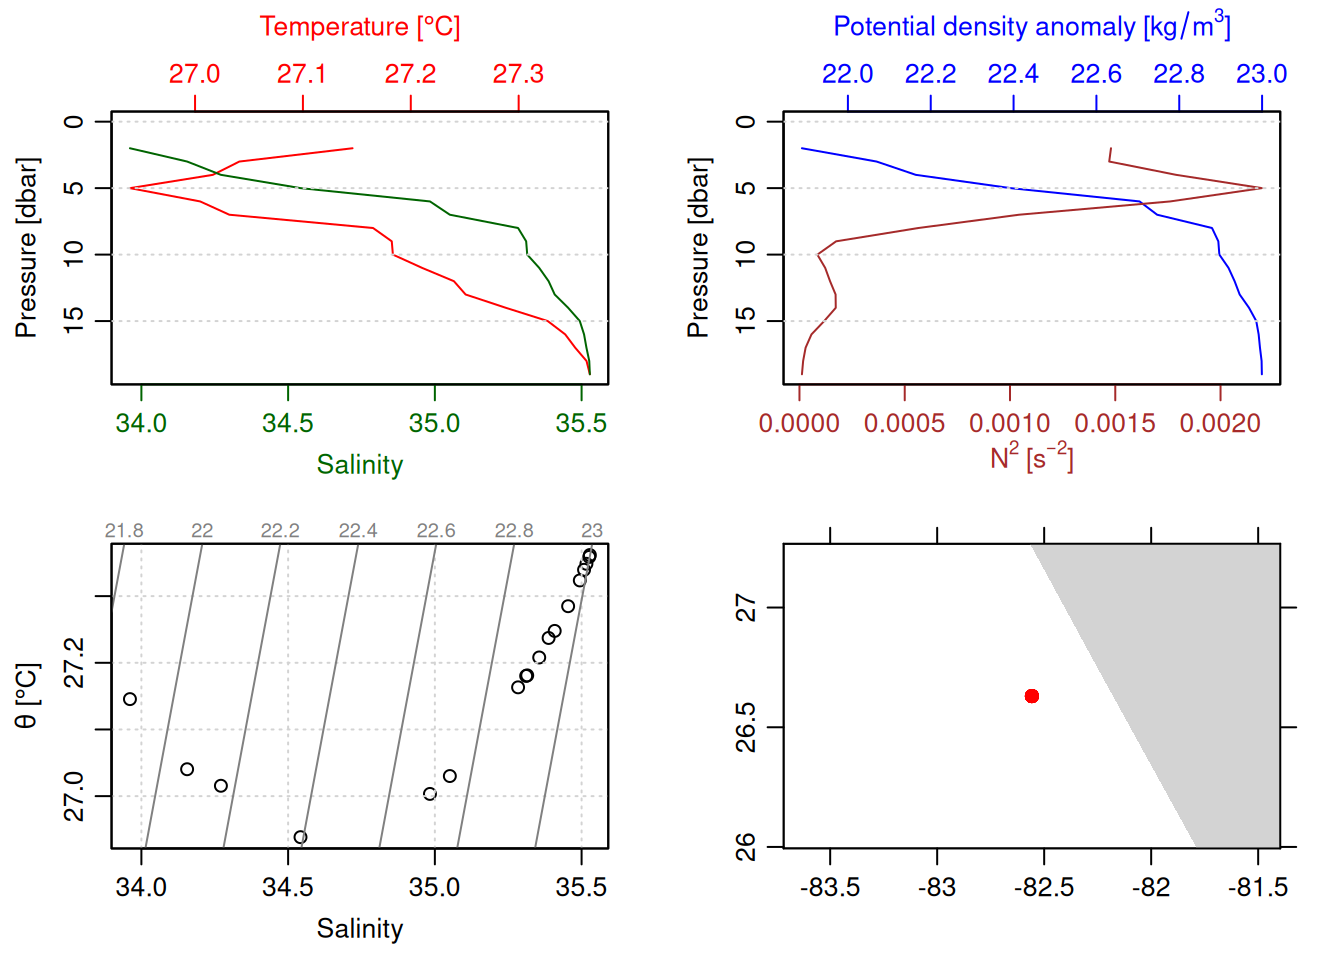 Temperature [°C]
27.0 27.1 27.2 27.3
0
5
10
15
Pressure [dbar]
34.0 34.5 35.0 35.5
Salinity
Potential density anomaly [kg/m³]
22.0 22.2 22.4 22.6 22.8 23.0
0
5
10
15
Pressure [dbar]
0.0000 0.0005 0.0010 0.0015 0.0020
N² [s⁻²]
21.8 22 22.2 22.4 22.6 22.8 23
27.2
27.0
θ [°C]
34.0 34.5 35.0 35.5
Salinity
27
26.5
26
-83.5 -83 -82.5 -82 -81.5